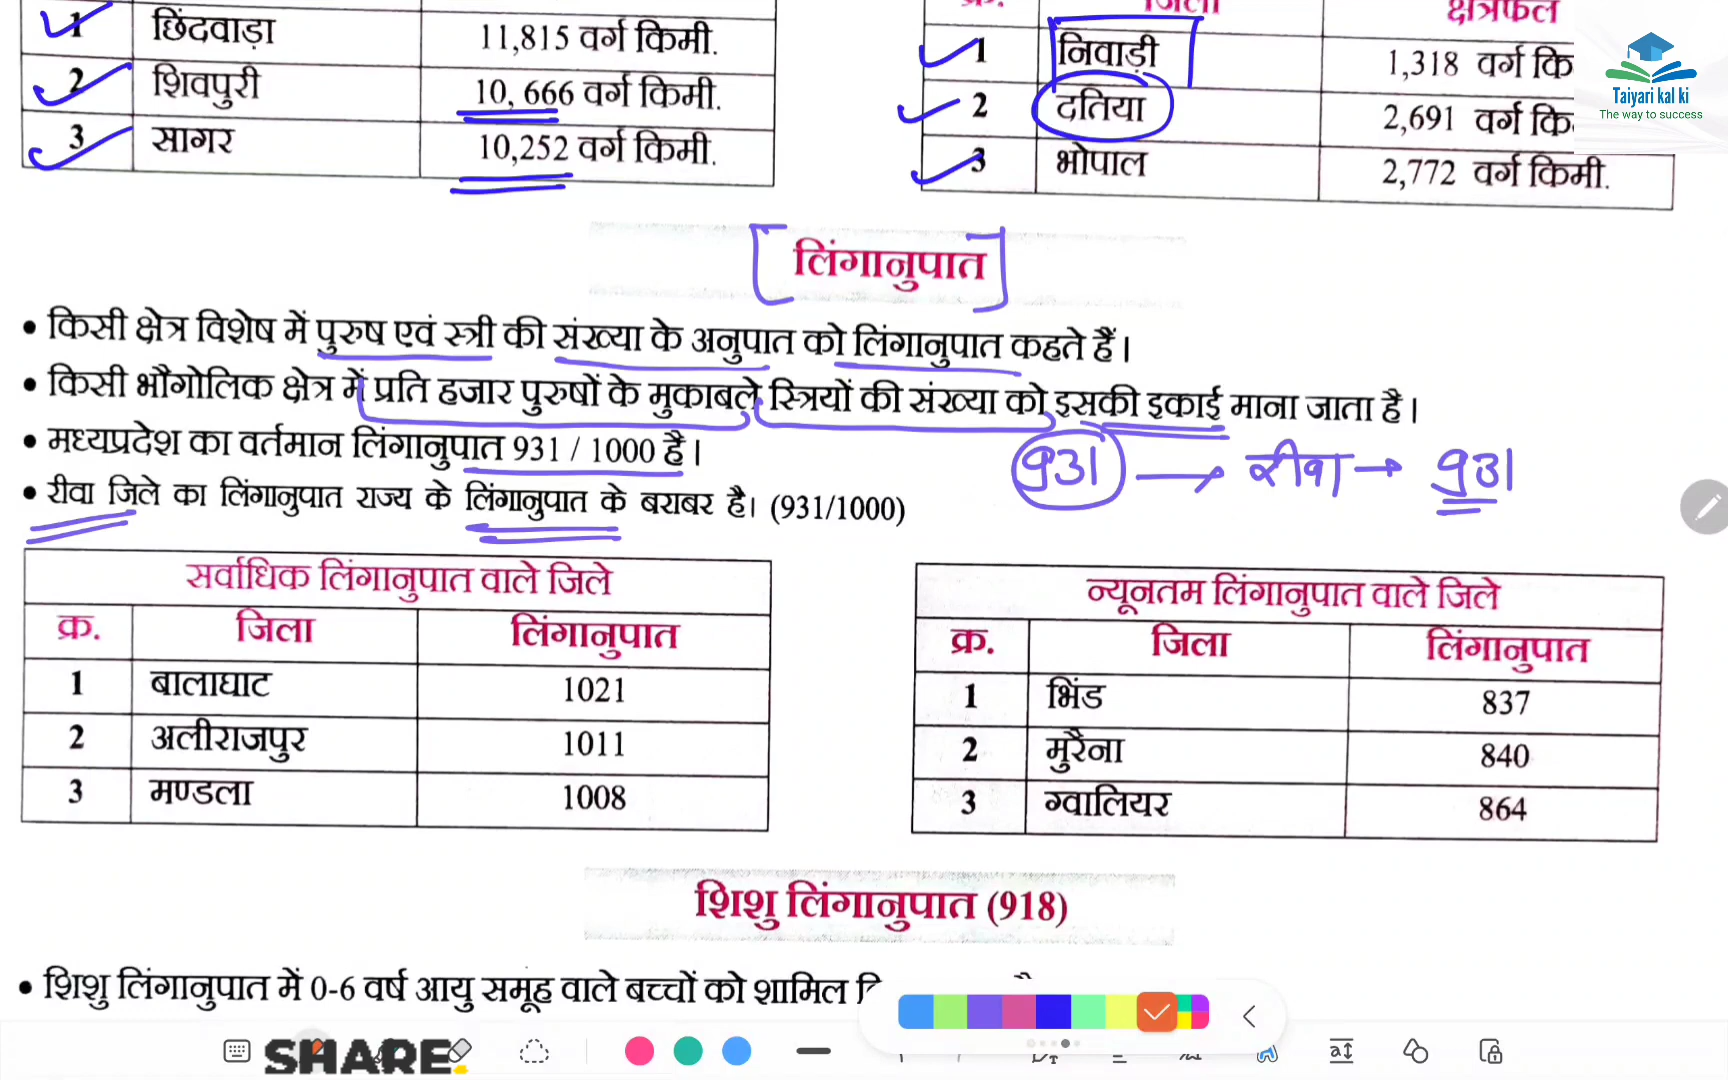 क्र. जिला क्षेत्रफल
1 छिंदवाड़ा 11,815 वर्ग किमी.
2 शिवपुरी 10, 666 वर्ग किमी.
3 सागर 10,252 वर्ग किमी.
1 निवाड़ी 1,318 वर्ग कि
2 दतिया 2,691 वर्ग कि
3 भोपाल 2,772 वर्ग किमी.
Taiyari kal ki
The way to success
लिंगानुपात
• किसी क्षेत्र विशेष में पुरुष एवं स्त्री की संख्या के अनुपात को लिंगानुपात कहते हैं।
• किसी भौगोलिक क्षेत्र में प्रति हजार पुरुषों के मुकाबले स्त्रियों की संख्या को इसकी इकाई माना जाता है।
• मध्यप्रदेश का वर्तमान लिंगानुपात 931 / 1000 है।
931 → रीवा → 931
• रीवा जिले का लिंगानुपात राज्य के लिंगानुपात के बराबर है। (931/1000)
सर्वाधिक लिंगानुपात वाले जिले
क्र. जिला लिंगानुपात
1 बालाघाट 1021
2 अलीराजपुर 1011
3 मण्डला 1008
न्यूनतम लिंगानुपात वाले जिले
क्र. जिला लिंगानुपात
1 भिंड 837
2 मुरैना 840
3 ग्वालियर 864
शिशु लिंगानुपात (918)
• शिशु लिंगानुपात में 0-6 वर्ष आयु समूह वाले बच्चों को शामिल
SHARE